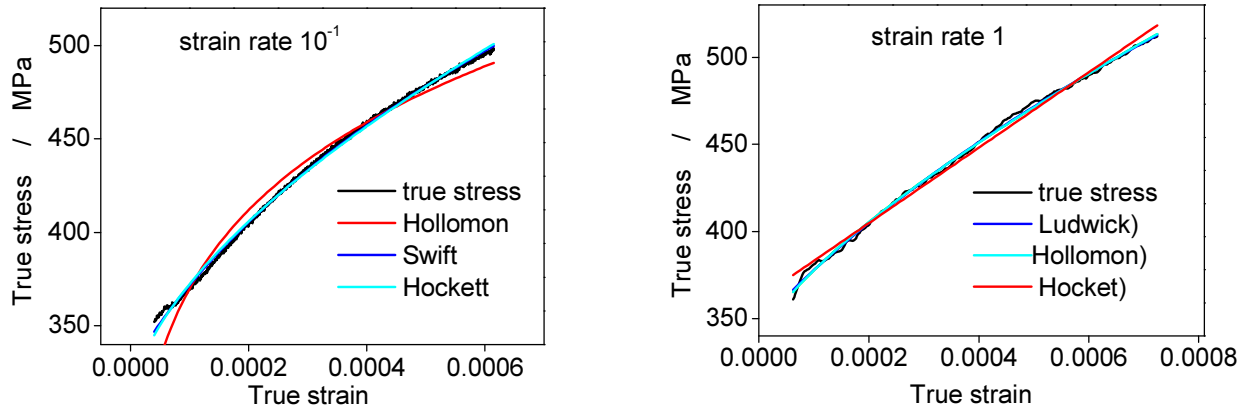 True stress / MPa
500
450
400
350
strain rate 10⁻¹
true stress
Hollomon
Swift
Hockett
0.0000 0.0002 0.0004 0.0006
True strain
True stress / MPa
500
450
400
350
strain rate 1
true stress
Ludwick)
Hollomon)
Hocket)
0.0000 0.0002 0.0004 0.0006 0.0008
True strain